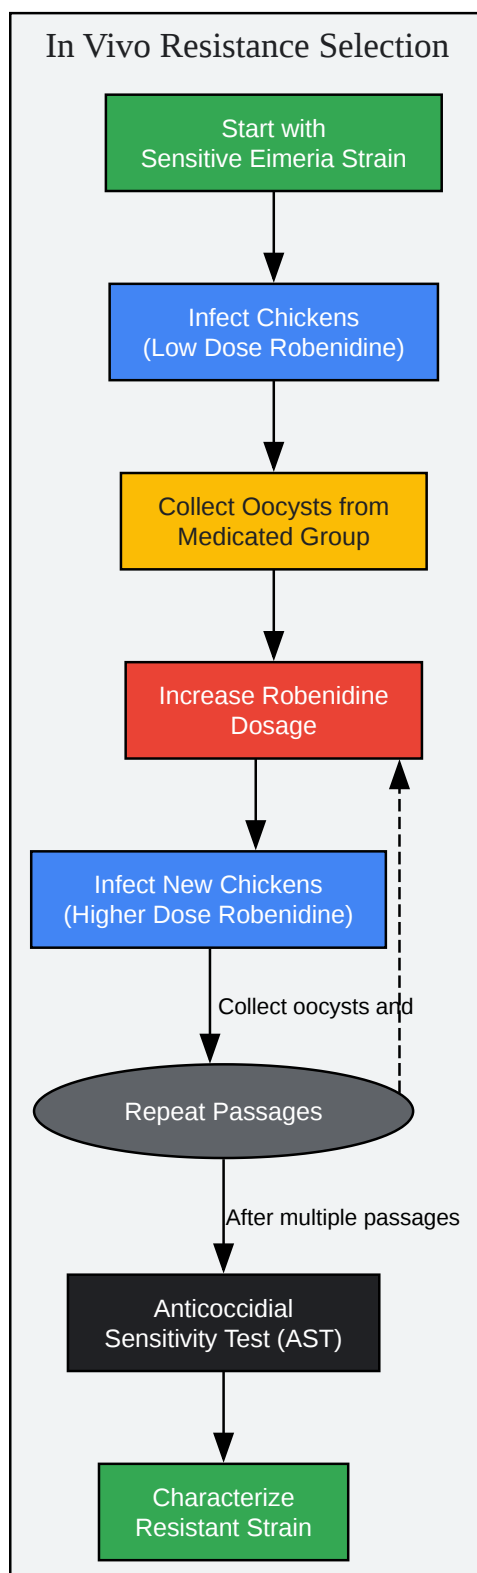 In Vivo Resistance Selection
Start with
Sensitive Eimeria Strain
Infect Chickens
(Low Dose Robenidine)
Collect Oocysts from
Medicated Group
Increase Robenidine
Dosage
Infect New Chickens
(Higher Dose Robenidine)
Collect oocysts and
Repeat Passages
After multiple passages
Anticoccidial
Sensitivity Test (AST)
Characterize
Resistant Strain